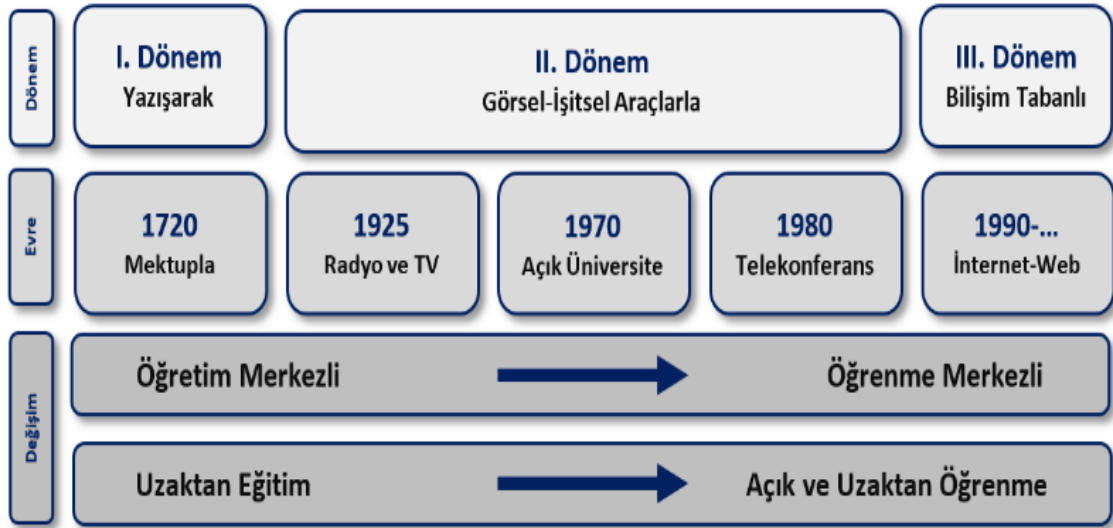 Dönem
I. Dönem
Yazışarak
II. Dönem
Görsel-İşitsel Araçlarla
III. Dönem
Bilişim Tabanlı
Evre
1720
Mektupla
1925
Radyo ve TV
1970
Açık Üniversite
1980
Telekonferans
1990-...
İnternet-Web
Değişim
Öğretim Merkezli
Öğrenme Merkezli
Uzaktan Eğitim
Açık ve Uzaktan Öğrenme